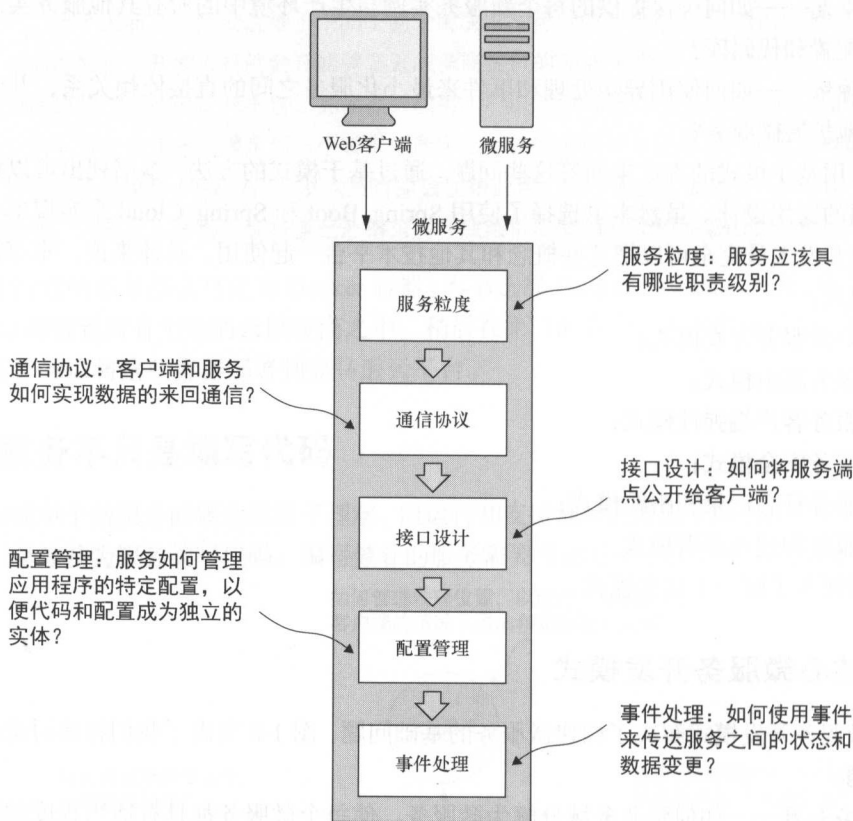 Web客户端
微服务
微服务
服务粒度
服务粒度：服务应该具
有哪些职责级别？
通信协议：客户端和服务
如何实现数据的来回通信？
通信协议
接口设计：如何将服务端
点公开给客户端？
接口设计
配置管理：服务如何管理
应用程序的特定配置，以
便代码和配置成为独立的
实体？
配置管理
事件处理：如何使用事件
来传达服务之间的状态和
数据变更？
事件处理